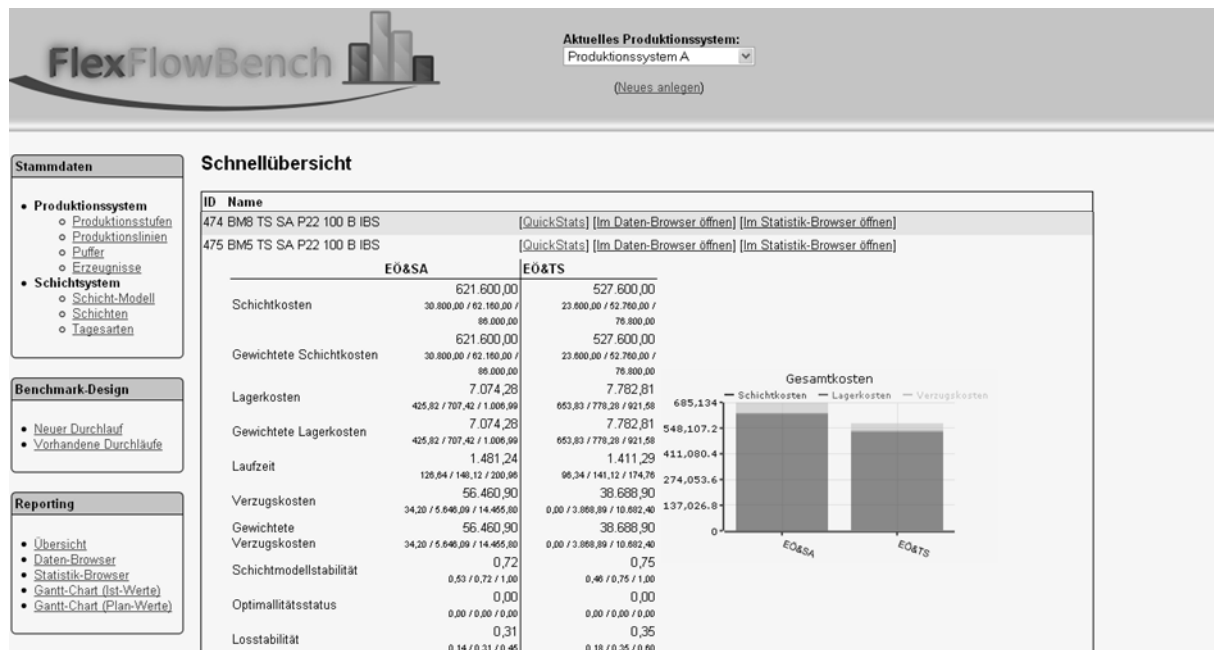 FlexFlowBench
Aktuelles Produktionssystem:
Produktionssystem A
(Neues anlegen)
Stammdaten
Produktionssystem
Produktionsstufen
Produktionslinien
Puffer
Erzeugnisse
Schichtsystem
Schicht-Modell
Schichten
Tagesarten
Benchmark-Design
Neuer Durchlauf
Vorhandene Durchläufe
Reporting
Übersicht
Daten-Browser
Statistik-Browser
Gantt-Chart (Ist-Werte)
Gantt-Chart (Plan-Werte)
Schnellübersicht
ID Name
474 BM8 TS SA P22 100 B IBS [QuickStats] [Im Daten-Browser öffnen] [Im Statistik-Browser öffnen]
475 BM5 TS SA P22 100 B IBS [QuickStats] [Im Daten-Browser öffnen] [Im Statistik-Browser öffnen]
EÖ&SA EÖ&TS
Schichtkosten 621.600,00 527.600,00
30.800,00 / 62.160,00 / 23.600,00 / 52.760,00 /
86.000,00 76.800,00
Gewichtete Schichtkosten 621.600,00 527.600,00
30.800,00 / 62.160,00 / 23.600,00 / 52.760,00 /
86.000,00 76.800,00
Lagerkosten 7.074,28 7.782,81
425,82 / 707,42 / 1.006,99 653,83 / 778,28 / 921,58
Gewichtete Lagerkosten 7.074,28 7.782,81
425,82 / 707,42 / 1.006,99 653,83 / 778,28 / 921,58
Laufzeit 1.481,24 1.411,29
126,64 / 148,12 / 200,96 96,34 / 141,12 / 174,76
Verzugskosten 56.460,90 38.688,90
34,20 / 5.646,09 / 14.455,80 0,00 / 3.868,89 / 10.682,40
Gewichtete Verzugskosten 56.460,90 38.688,90
34,20 / 5.646,09 / 14.455,80 0,00 / 3.868,89 / 10.682,40
Schichtmodellstabilität 0,72 0,75
0,53 / 0,72 / 1,00 0,46 / 0,75 / 1,00
Optimallitätsstatus 0,00 0,00
0,00 / 0,00 / 0,00 0,00 / 0,00 / 0,00
Losstabilität 0,31 0,35
0,14 / 0,31 / 0,45 0,18 / 0,35 / 0,60
Gesamtkosten
Schichtkosten Lagerkosten Verzugskosten
685,134
548,107.2
411,080.4
274,053.6
137,026.8
0
EÖ&SA EÖ&TS